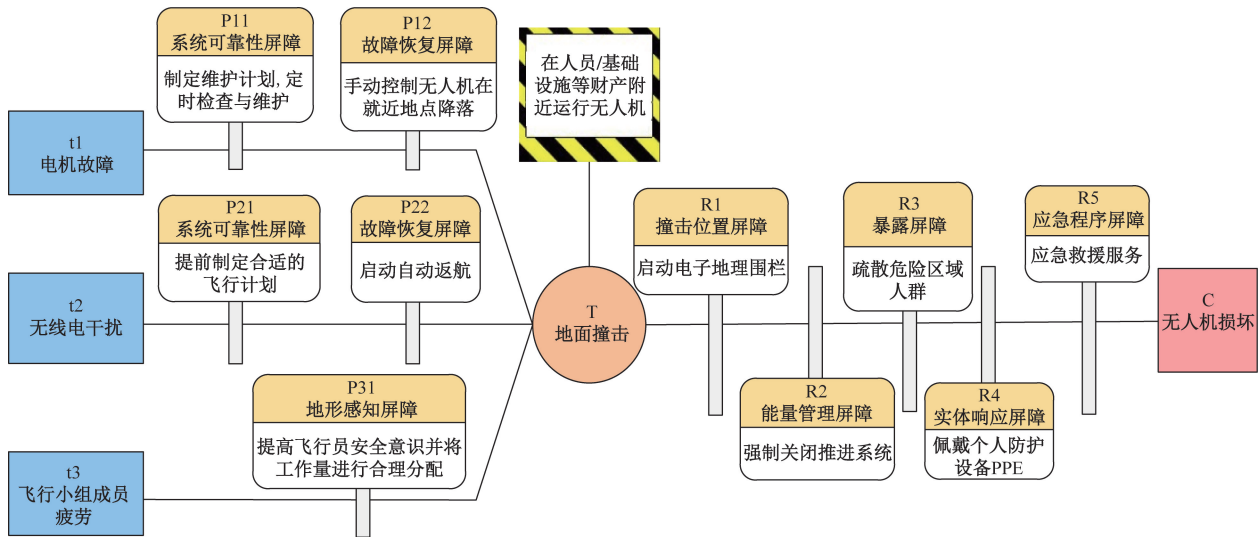 P11
系统可靠性屏障
制定维护计划,定
时检查与维护
P12
故障恢复屏障
手动控制无人机在
就近地点降落
在人员/基础
设施等财产附
近运行无人机
t1
电机故障
P21
系统可靠性屏障
提前制定合适的
飞行计划
P22
故障恢复屏障
启动自动返航
t2
无线电干扰
P31
地形感知屏障
提高飞行员安全意识并将
工作量进行合理分配
t3
飞行小组成员
疲劳
T
地面撞击
R1
撞击位置屏障
启动电子地理围栏
R2
能量管理屏障
强制关闭推进系统
R3
暴露屏障
疏散危险区域
人群
R4
实体响应屏障
佩戴个人防护
设备PPE
R5
应急程序屏障
应急救援服务
C
无人机损坏